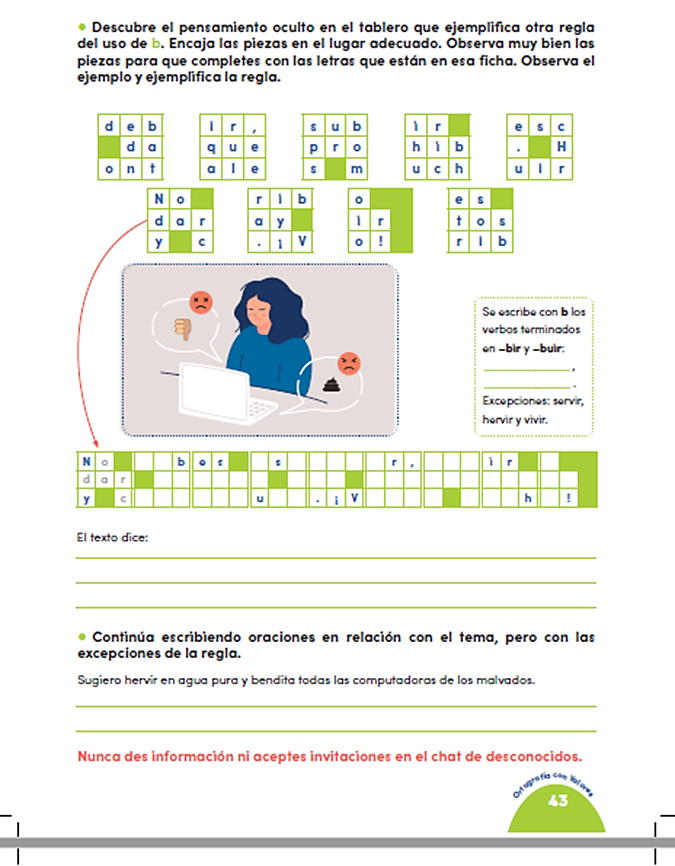 • Descubre el pensamiento oculto en el tablero que ejemplifica otra regla
del uso de b. Encaja las piezas en el lugar adecuado. Observa muy bien las
piezas para que completes con las letras que están en esa ficha. Observa el
ejemplo y ejemplifica la regla.
d e b i r , s u b i r e s c
d a q u e p r o h i b . H
o n t a l e s m u c h u i r
N o r i b o e s
d a r a y i r t o s
y c . ¡ V o ! r i b
Se escribe con b los
verbos terminados
en –bir y –buir:
____________ ,
____________ .
Excepciones: servir,
hervir y vivir.
N o b e s s r , i r
d a r
y c u . ¡ V h !
El texto dice:
• Continúa escribiendo oraciones en relación con el tema, pero con las
excepciones de la regla.
Sugiero hervir en agua pura y bendita todas las computadoras de los malvados.
Nunca des información ni aceptes invitaciones en el chat de desconocidos.
Ortografía con Valores
43